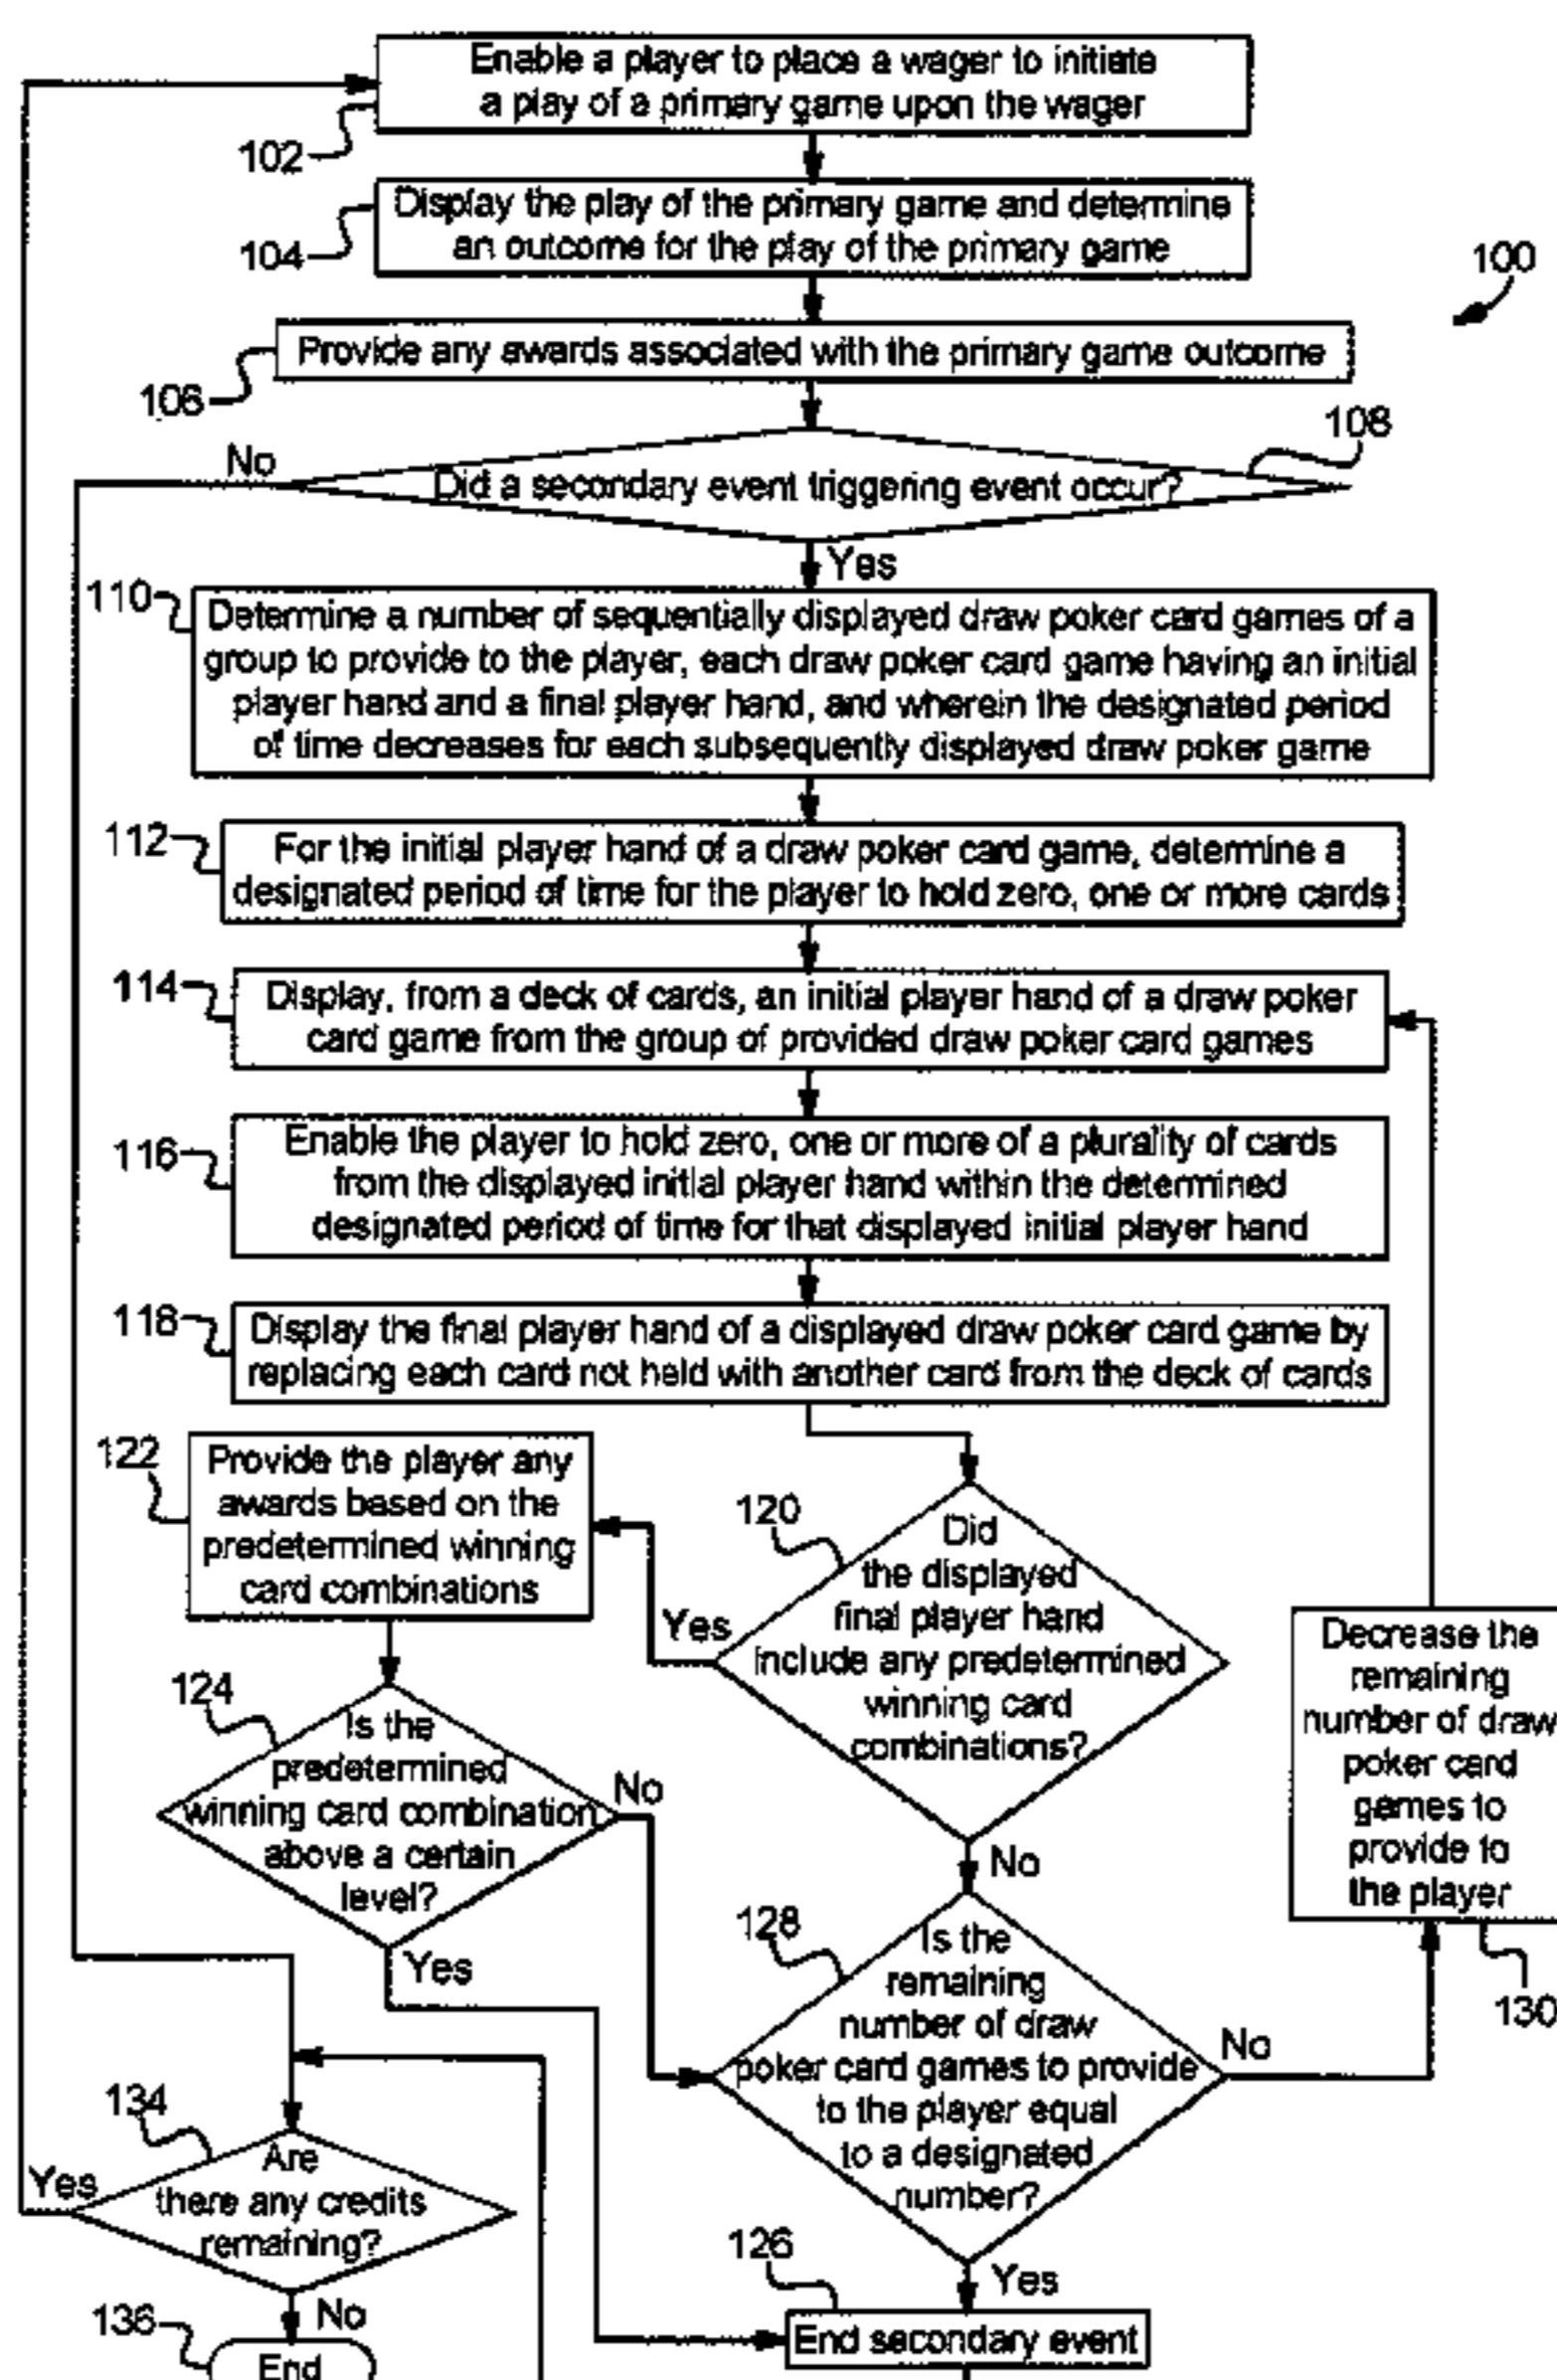 Enable a player to place a wager to initiate
a play of a primary game upon the wager
102
Display the play of the primary game and determine
an outcome for the play of the primary game
104
100
Provide any awards associated with the primary game outcome
106
108
No
Did a secondary event triggering event occur?
Yes
110
Determine a number of sequentially displayed draw poker card games of a
group to provide to the player, each draw poker card game having an initial
player hand and a final player hand, and wherein the designated period
of time decreases for each subsequently displayed draw poker game
112
For the initial player hand of a draw poker card game, determine a
designated period of time for the player to hold zero, one or more cards
114
Display, from a deck of cards, an initial player hand of a draw poker
card game from the group of provided draw poker card games
116
Enable the player to hold zero, one or more of a plurality of cards
from the displayed initial player hand within the determined
designated period of time for that displayed initial player hand
118
Display the final player hand of a displayed draw poker card game by
replacing each card not held with another card from the deck of cards
122
Provide the player any
awards based on the
predetermined winning
card combinations
120
Did
the displayed
final player hand
include any predetermined
winning card
combinations?
Yes
No
124
Is the
predetermined
winning card combination
above a certain
level?
No
Yes
128
Is the
remaining
number of draw
poker card games to provide
to the player equal
to a designated
number?
No
Yes
Decrease the
remaining
number of draw
poker card
games to
provide to
the player
130
134
Are
there any credits
remaining?
Yes
No
126
End secondary event
136
End